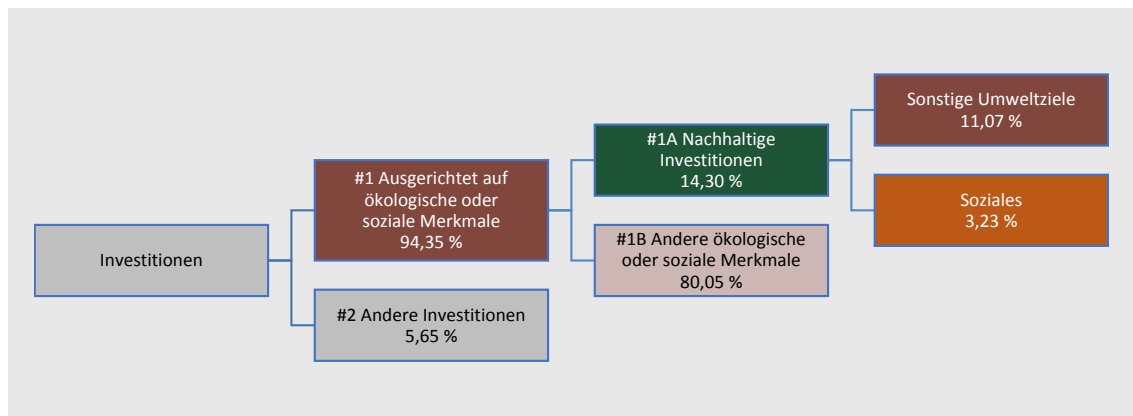 Investitionen
#1 Ausgerichtet auf
ökologische oder
soziale Merkmale
94,35 %
#2 Andere Investitionen
5,65 %
#1A Nachhaltige
Investitionen
14,30 %
#1B Andere ökologische
oder soziale Merkmale
80,05 %
Sonstige Umweltziele
11,07 %
Soziales
3,23 %